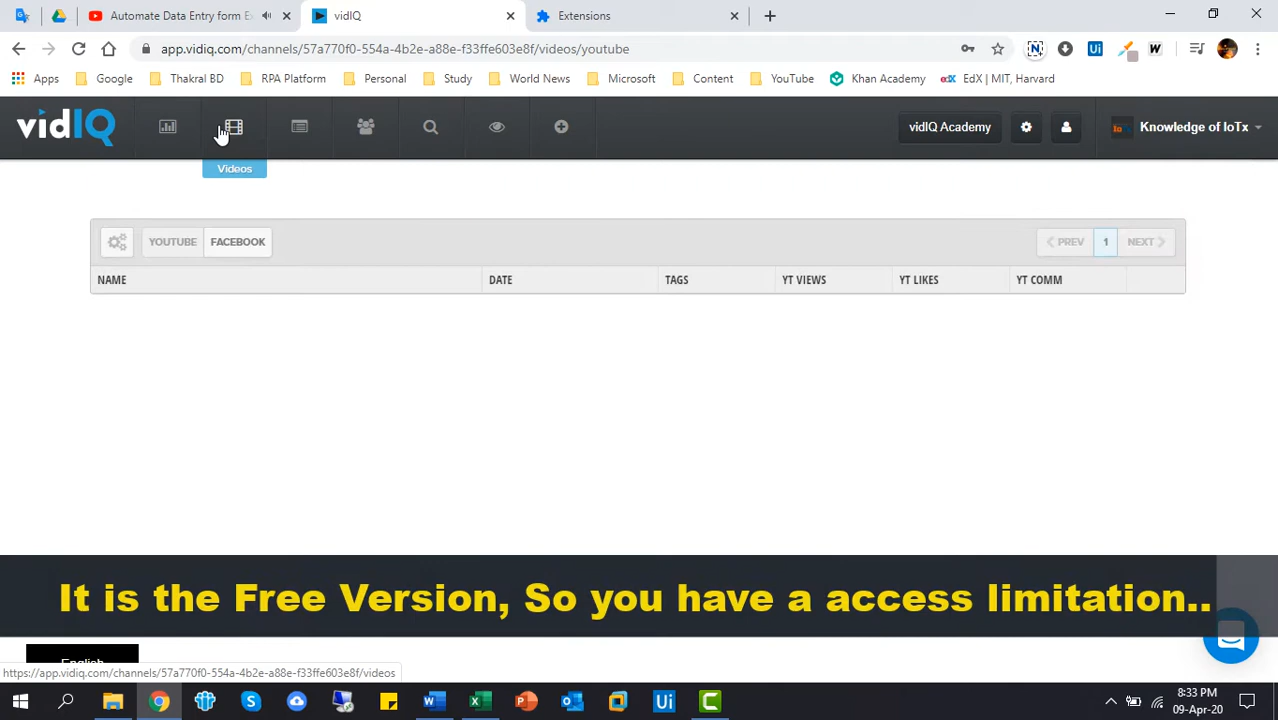 Automate Data Entry form E
vidIQ
Extensions
app.vidiq.com/channels/57a770f0-554a-4b2e-a88e-f33ffe603e8f/videos/youtube
Apps Google Thakral BD RPA Platform Personal Study World News Microsoft Content YouTube Khan Academy edX | MIT, Harvard
vidIQ
vidIQ Academy
Knowledge of IoTx
Videos
YOUTUBE FACEBOOK
PREV 1 NEXT
NAME DATE TAGS YT VIEWS YT LIKES YT COMM
It is the Free Version, So you have a access limitation..
English
https://app.vidiq.com/channels/57a770f0-554a-4b2e-a88e-f33ffe603e8f/videos
8:33 PM
09-Apr-20